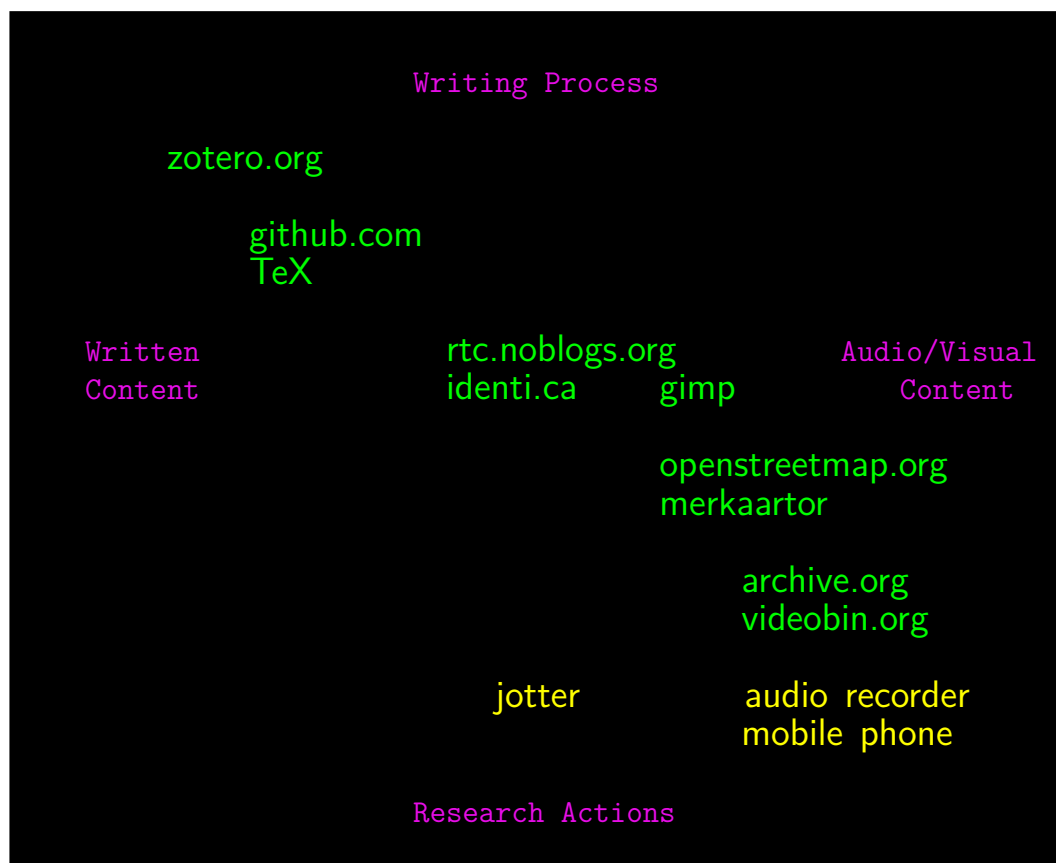 Writing Process
zotero.org
github.com
TeX
Written
Content
rtc.noblogs.org
identi.ca
gimp
Audio/Visual
Content
openstreetmap.org
merkaartor
archive.org
videobin.org
jotter
audio recorder
mobile phone
Research Actions